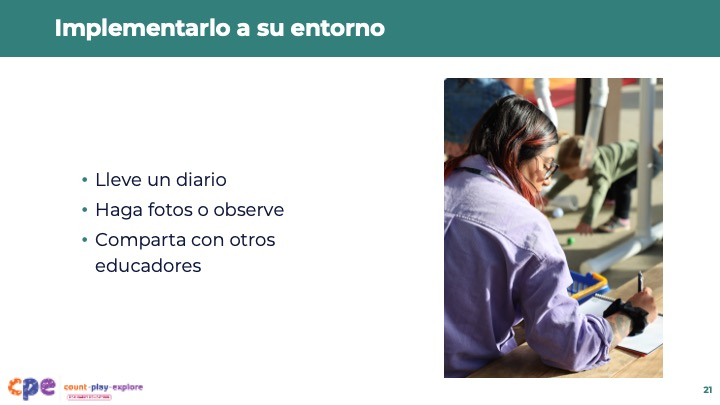 Implementarlo a su entorno
• Lleve un diario
• Haga fotos o observe
• Comparta con otros
educadores
cpe
count-play-explore
21